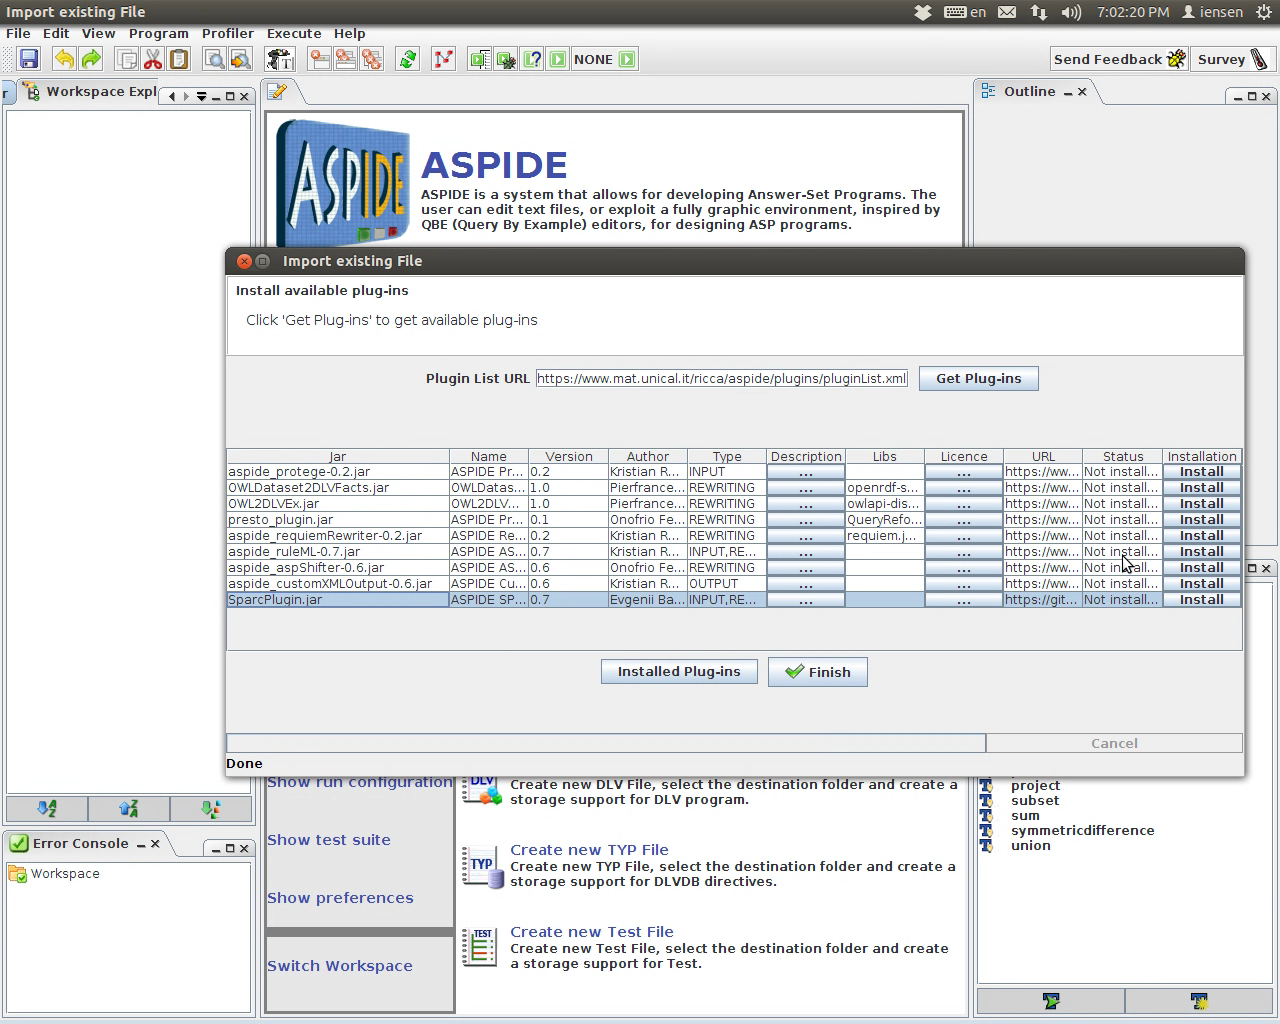 Import existing File
en
7:02:20 PM
iensen
File Edit View Program Profiler Execute Help
NONE
Send Feedback
Survey
r
Workspace Expl
Outline
ASPIDE
ASPIDE
ASPIDE is a system that allows for developing Answer-Set Programs. The
user can edit text files, or exploit a fully graphic environment, inspired by
QBE (Query By Example) editors, for designing ASP programs.
Import existing File
Install available plug-ins
Click 'Get Plug-ins' to get available plug-ins
Plugin List URL https://www.mat.unical.it/ricca/aspide/plugins/pluginList.xml Get Plug-ins
Jar Name Version Author Type Description Libs Licence URL Status Installation
aspide_protege-0.2.jar ASPIDE Pr... 0.2 Kristian R... INPUT ... ... https://ww... Not install... Install
OWLDataset2DLVFacts.jar OWLDatas... 1.0 Pierfrance... REWRITING ... openrdf-s... ... https://ww... Not install... Install
OWL2DLVEx.jar OWL2DLV... 1.0 Pierfrance... REWRITING ... owlapi-dis... ... https://ww... Not install... Install
presto_plugin.jar ASPIDE Pr... 0.1 Onofrio Fe... REWRITING ... QueryRefo... ... https://ww... Not install... Install
aspide_requiemRewriter-0.2.jar ASPIDE Re... 0.2 Kristian R... REWRITING ... requiem.j... ... https://ww... Not install... Install
aspide_ruleML-0.7.jar ASPIDE AS... 0.7 Kristian R... INPUT,RE... ... ... https://ww... Not install... Install
aspide_aspShifter-0.6.jar ASPIDE AS... 0.6 Onofrio Fe... REWRITING ... ... https://ww... Not install... Install
aspide_customXMLOutput-0.6.jar ASPIDE Cu... 0.6 Kristian R... OUTPUT ... ... https://ww... Not install... Install
SparcPlugin.jar ASPIDE SP... 0.7 Evgenii Ba... INPUT,RE... ... ... https://git... Not install... Install
Installed Plug-ins
Finish
Cancel
Done
Show run configuration
Show test suite
Show preferences
Switch Workspace
DLV
Create new DLV File, select the destination folder and create a
storage support for DLV program.
TYP
Create new TYP File
Create new TYP File, select the destination folder and create a
storage support for DLVDB directives.
TEST
Create new Test File
Create new Test File, select the destination folder and create
a storage support for Test.
project
subset
sum
symmetricdifference
union
Error Console
Workspace